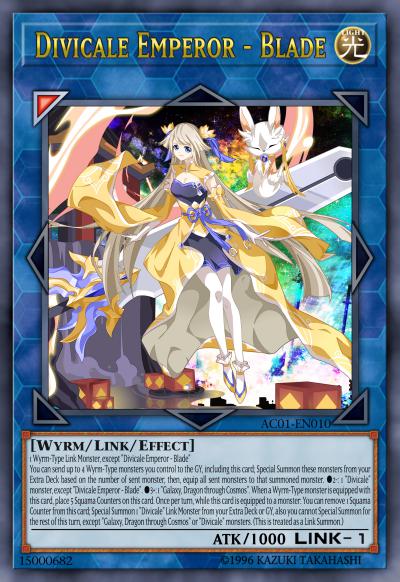 DIVICALE EMPEROR - BLADE
LIGHT
光
AC01-EN010
[WYRM/LINK/EFFECT]
1 Wyrm-Type Link Monster, except "Divicale Emperor - Blade"
You can send up to 4 Wyrm-Type monsters you control to the GY, including this card; Special Summon these monsters from your
Extra Deck based on the number of sent monster, then, equip all sent monsters to that summoned monster. ●2-: 1 "Divicale"
monster, except "Divicale Emperor - Blade". ●3-: 1 "Galaxy, Dragon through Cosmos". When a Wyrm-Type monster is equipped with
this card, place 5 Squama Counters on this card. Once per turn, while this card is equipped to a monster: You can remove 1 Squama
Counter from this card; Special Summon 1 "Divicale" Link Monster from your Extra Deck or GY, also you cannot Special Summon for
the rest of this turn, except "Galaxy, Dragon through Cosmos" or "Divicale" monsters. (This is treated as a Link Summon.)
ATK/1000 LINK-1
15000682
©1996 KAZUKI TAKAHASHI